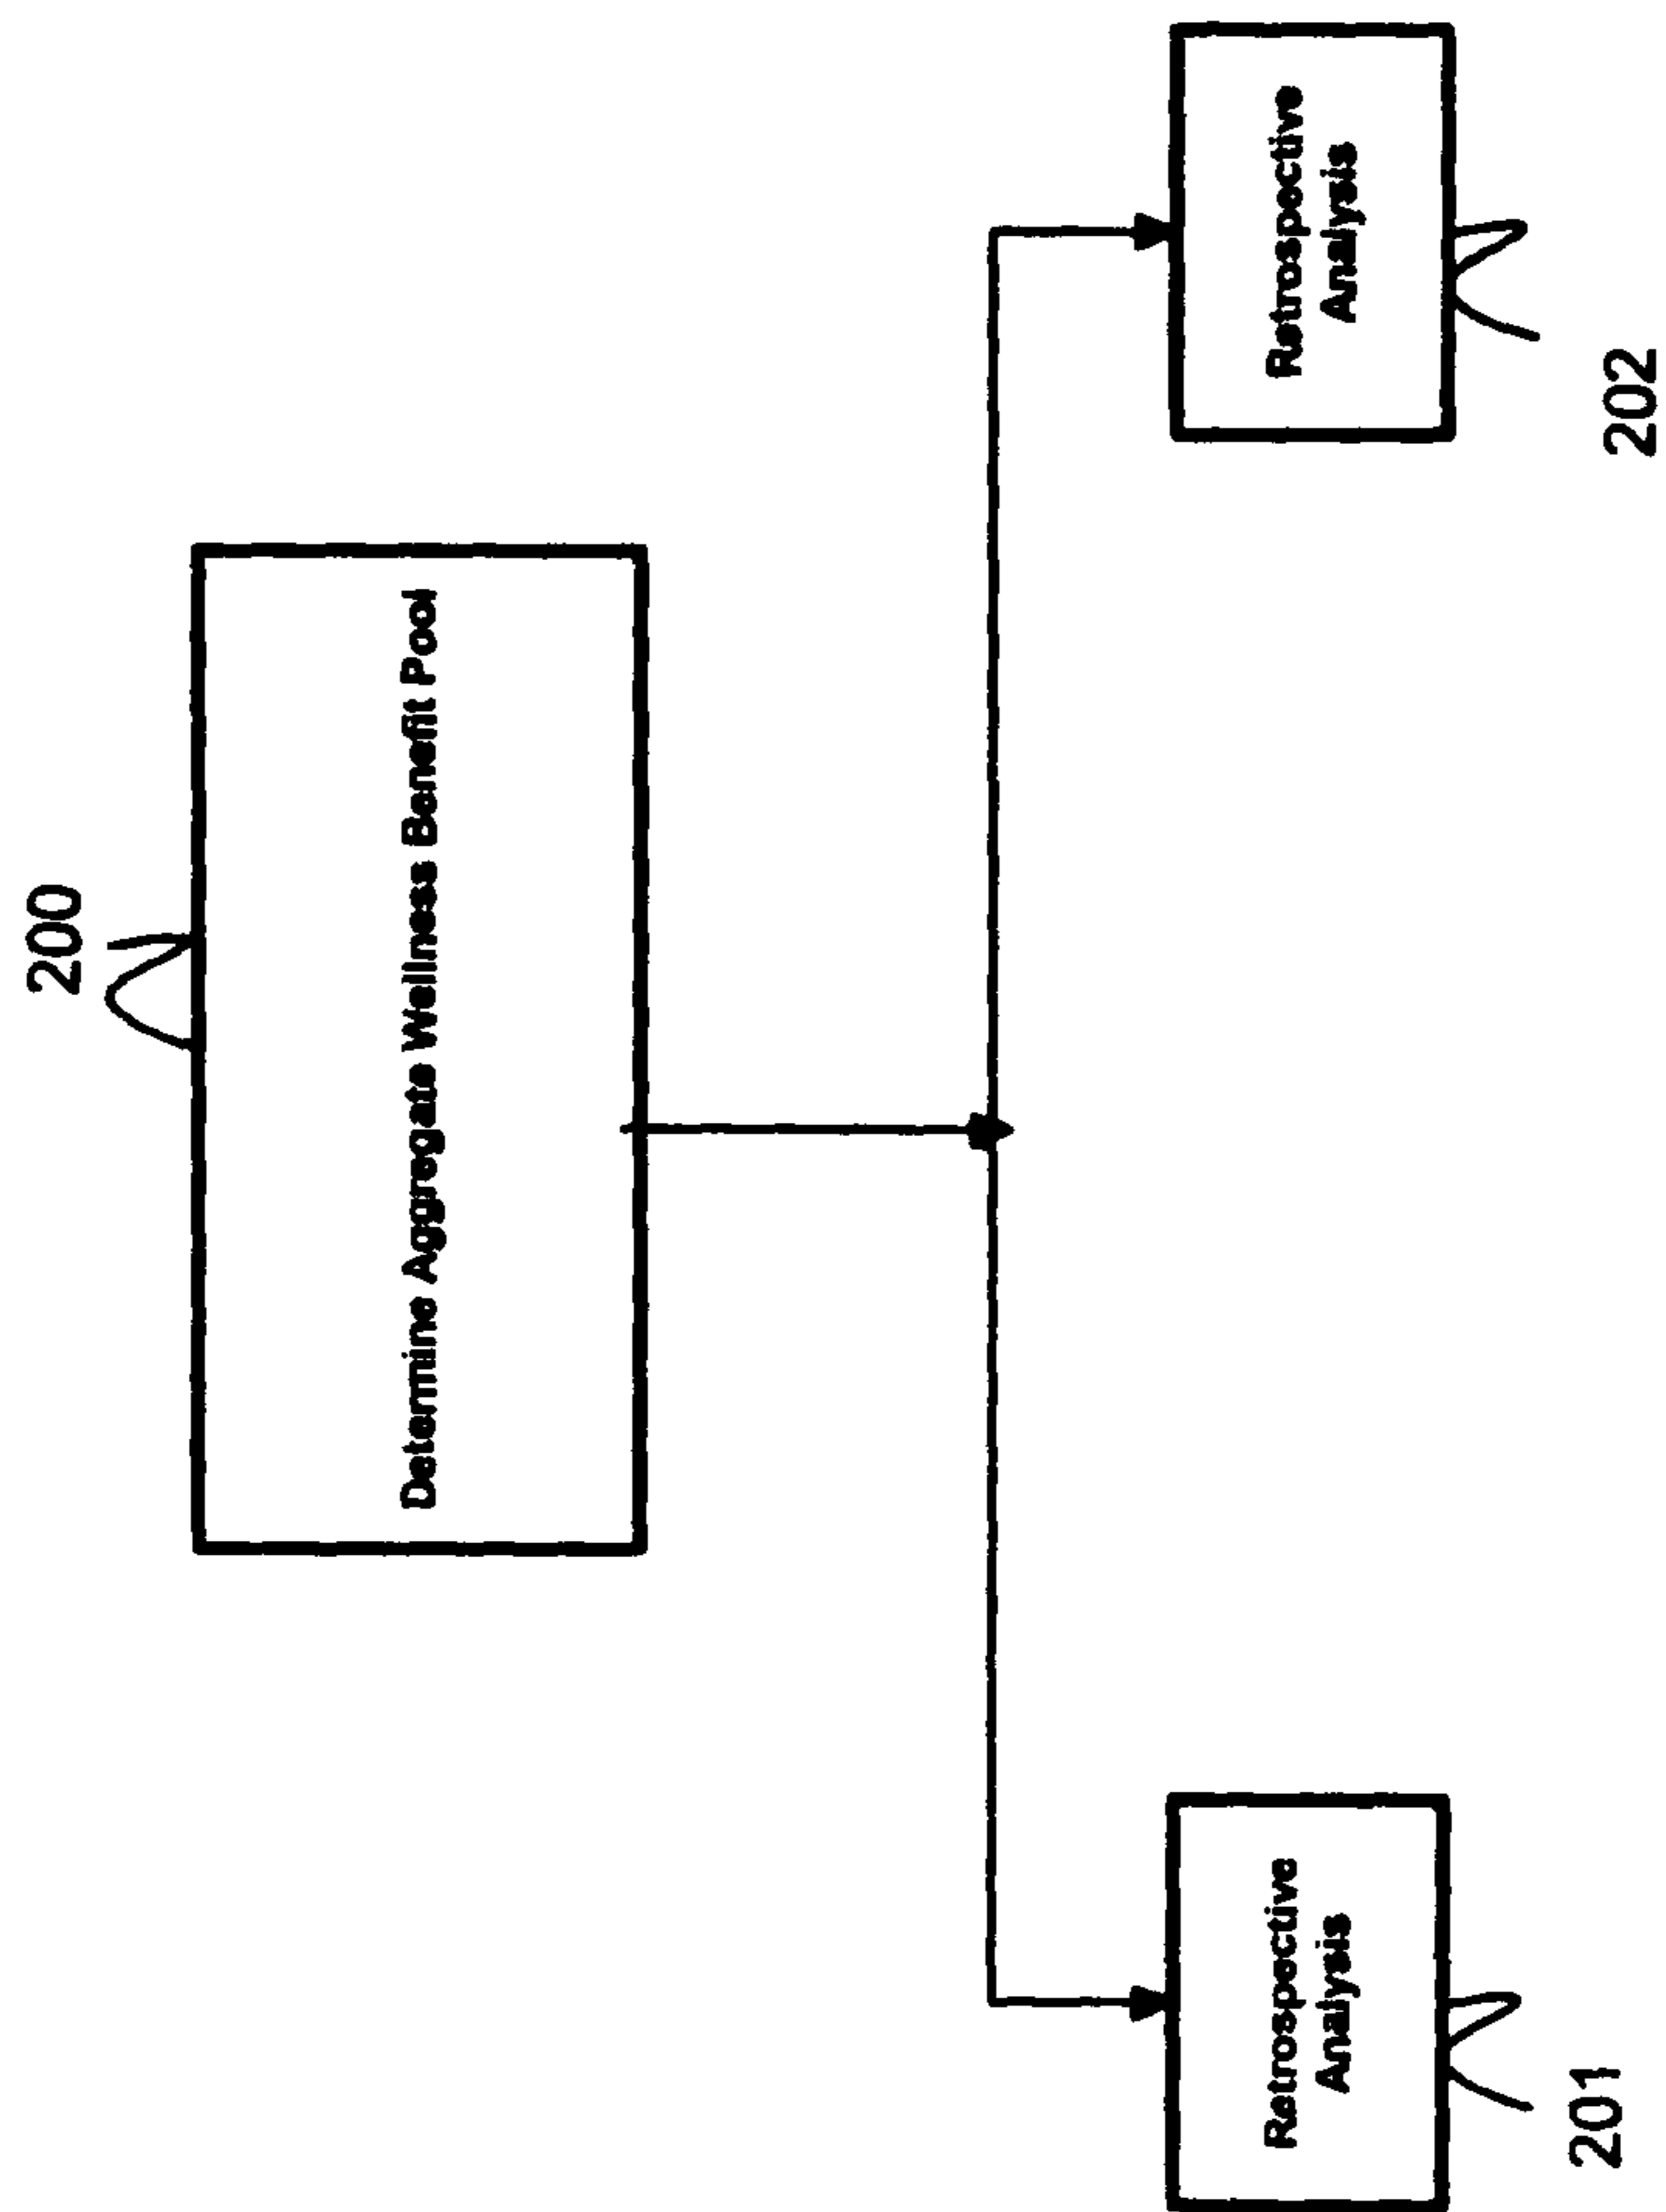 200
Determine Aggregate Wellness Benefit Pool
Retrospective
Analysis
201
Retrospective
Analysis
202